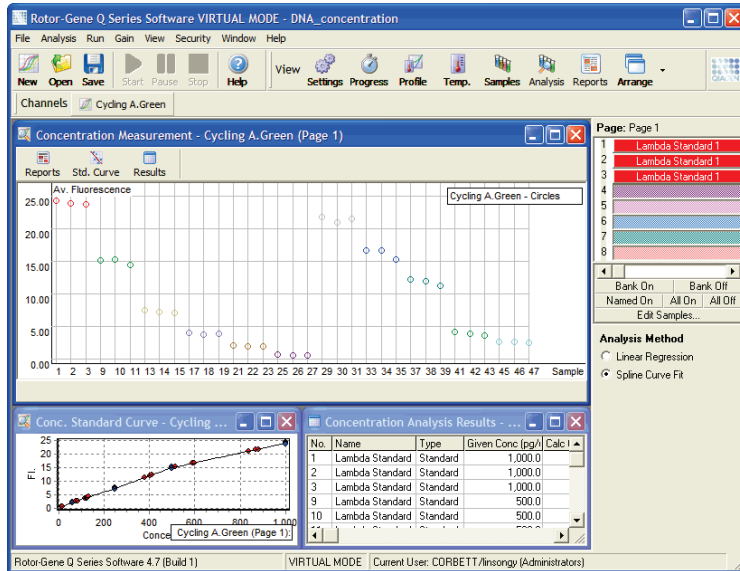 Rotor-Gene Q Series Software VIRTUAL MODE - DNA_concentration
File Analysis Run Gain View Security Window Help
New Open Save Start Pause Stop Help View Settings Progress Profile Temp. Samples Analysis Reports Arrange
QIAGEN
Channels Cycling A.Green
Concentration Measurement - Cycling A.Green (Page 1)
Reports Std. Curve Results
Av. Fluorescence
Cycling A.Green - Circles
25.00
20.00
15.00
10.00
5.00
0.00
1 2 3 9 10 11 13 14 15 17 18 19 21 22 23 25 26 27 29 30 31 33 34 35 37 38 39 41 42 43 45 46 47 Sample
Page: Page 1
1 Lambda Standard 1
2 Lambda Standard 1
3 Lambda Standard 1
4
5
6
7
8
Bank On Bank Off
Named On All On All Off
Edit Samples...
Analysis Method
Linear Regression
Spline Curve Fit
Conc. Standard Curve - Cycling ...
25
20
15
10
5
0
Fl.
0 200 400 600 800 1,000
Conce
Cycling A.Green (Page 1):
Concentration Analysis Results - ...
No. Name Type Given Conc (pg/ Calc
1 Lambda Standard Standard 1,000.0
2 Lambda Standard Standard 1,000.0
3 Lambda Standard Standard 1,000.0
9 Lambda Standard Standard 500.0
10 Lambda Standard Standard 500.0
Rotor-Gene Q Series Software 4.7 (Build 1) VIRTUAL MODE Current User: CORBETT/linsongy (Administrators)